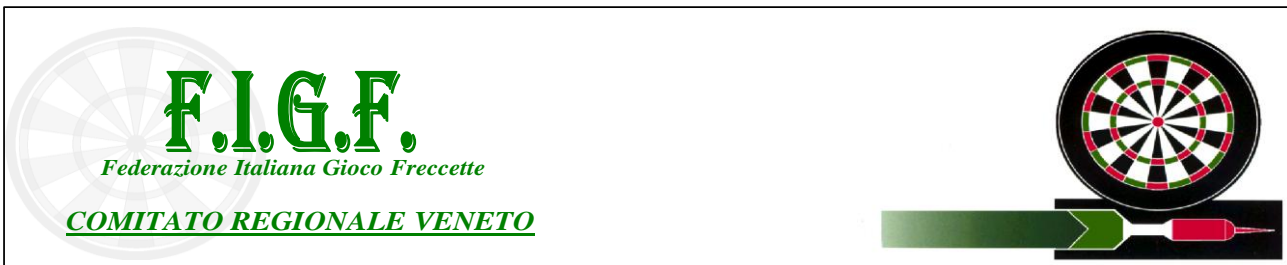 F.I.G.F.
Federazione Italiana Gioco Freccette
COMITATO REGIONALE VENETO